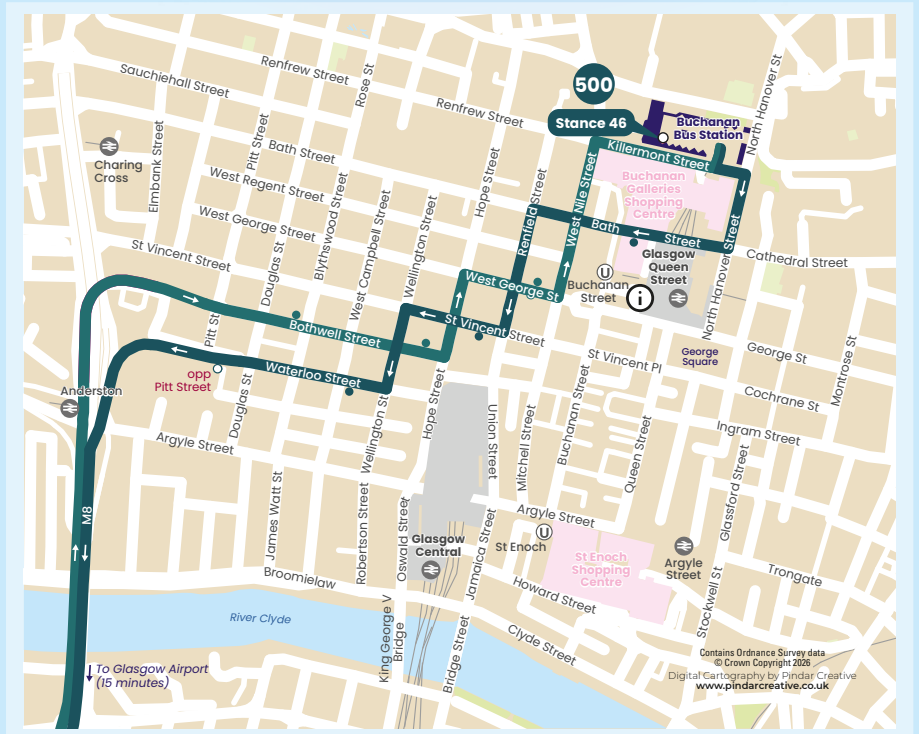 Renfrew Street
Sauchiehall Street
Rose St
500
Renfrew Street
Stance 46
Buchanan
Bus Station
North Hanover St
Killermont Street
Charing
Cross
Elmbank Street
Pitt Street
Bath Street
West Regent Street
Blythswood Street
Hope Street
Renfield Street
West Nile Street
Buchanan
Galleries
Shopping
Centre
West George Street
West Campbell Street
Wellington Street
Bath Street
Glasgow
Queen
Street
North Hanover Street
Cathedral Street
St Vincent Street
Douglas St
U
Buchanan
Street
i
West George St
Pitt St
Bothwell Street
St Vincent Street
St Vincent Pl
George
Square
George St
Montrose St
opp
Pitt Street
Waterloo Street
Anderston
Douglas St
Wellington St
Hope Street
Union Street
Mitchell Street
Buchanan Street
Queen Street
Cochrane St
Ingram Street
Glassford Street
Argyle Street
M8
James Watt St
Robertson Street
Oswald Street
Glasgow
Central
Jamaica Street
Argyle Street
U
St Enoch
St Enoch
Shopping
Centre
Argyle
Street
Trongate
Broomielaw
Howard Street
Stockwell St
River Clyde
King George V
Bridge
Bridge Street
Clyde Street
To Glasgow Airport
(15 minutes)
Contains Ordnance Survey data
© Crown Copyright 2026
Digital Cartography by Pindar Creative
www.pindarcreative.co.uk